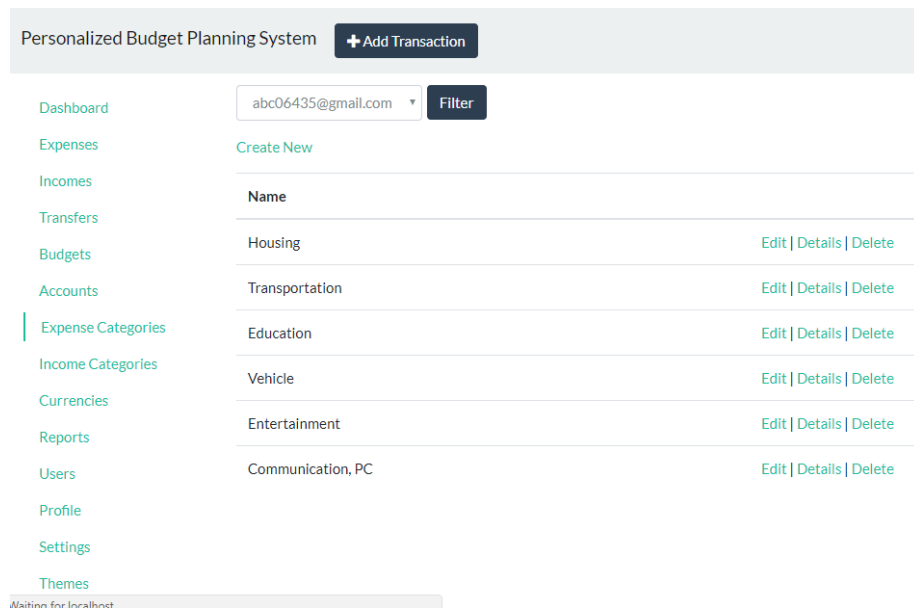 Personalized Budget Planning System
+ Add Transaction
Dashboard
Expenses
Incomes
Transfers
Budgets
Accounts
Expense Categories
Income Categories
Currencies
Reports
Users
Profile
Settings
Themes
abc06435@gmail.com
Filter
Create New
Name
Housing Edit | Details | Delete
Transportation Edit | Details | Delete
Education Edit | Details | Delete
Vehicle Edit | Details | Delete
Entertainment Edit | Details | Delete
Communication, PC Edit | Details | Delete
Waiting for localhost